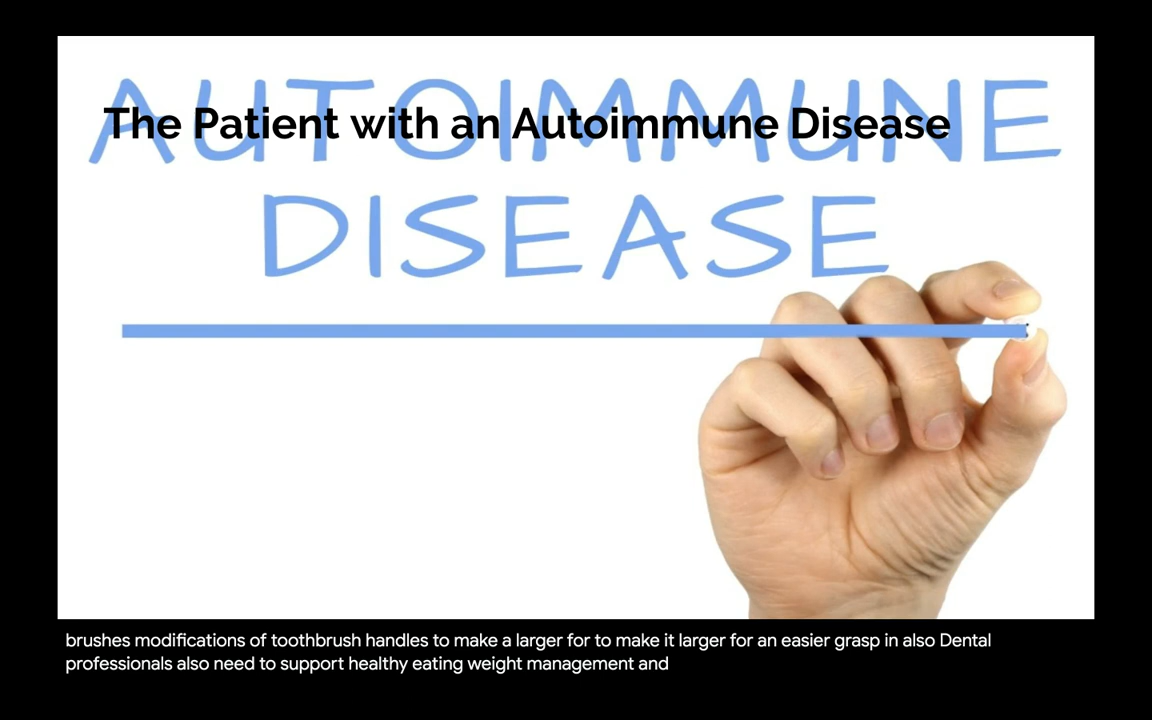 The Patient with an Autoimmune Disease
AUTOIMMUNE
DISEASE
brushes modifications of toothbrush handles to make a larger for to make it larger for an easier grasp in also Dental
professionals also need to support healthy eating weight management and